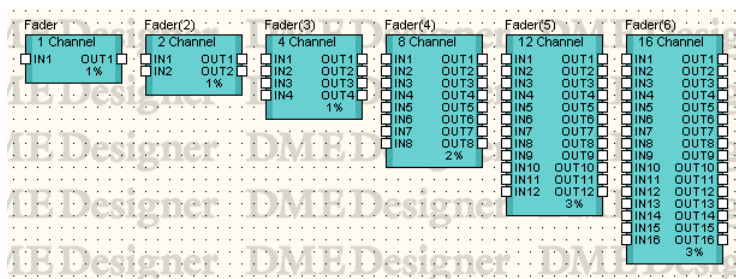 Fader
1 Channel
IN1 OUT1
1%
Fader(2)
2 Channel
IN1 OUT1
IN2 OUT2
1%
Fader(3)
4 Channel
IN1 OUT1
IN2 OUT2
IN3 OUT3
IN4 OUT4
1%
Fader(4)
8 Channel
IN1 OUT1
IN2 OUT2
IN3 OUT3
IN4 OUT4
IN5 OUT5
IN6 OUT6
IN7 OUT7
IN8 OUT8
2%
Fader(5)
12 Channel
IN1 OUT1
IN2 OUT2
IN3 OUT3
IN4 OUT4
IN5 OUT5
IN6 OUT6
IN7 OUT7
IN8 OUT8
IN9 OUT9
IN10 OUT10
IN11 OUT11
IN12 OUT12
3%
Fader(6)
16 Channel
IN1 OUT1
IN2 OUT2
IN3 OUT3
IN4 OUT4
IN5 OUT5
IN6 OUT6
IN7 OUT7
IN8 OUT8
IN9 OUT9
IN10 OUT10
IN11 OUT11
IN12 OUT12
IN13 OUT13
IN14 OUT14
IN15 OUT15
IN16 OUT16
3%
DME Designer DME Designer DME Designer